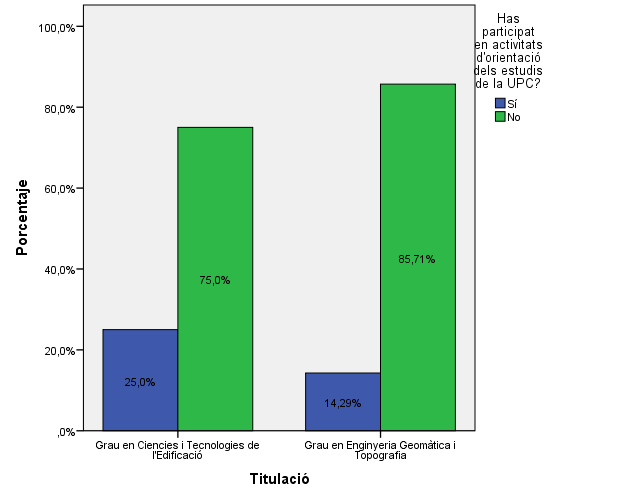 Has
participat
en activitats
d'orientació
dels estudis
de la UPC?
Sí
No
Porcentaje
100,0%
80,0%
60,0%
40,0%
20,0%
,0%
25,0%
75,0%
14,29%
85,71%
Grau en Ciencies i Tecnologies de
l'Edificació
Grau en Enginyeria Geomàtica i
Topografia
Titulació